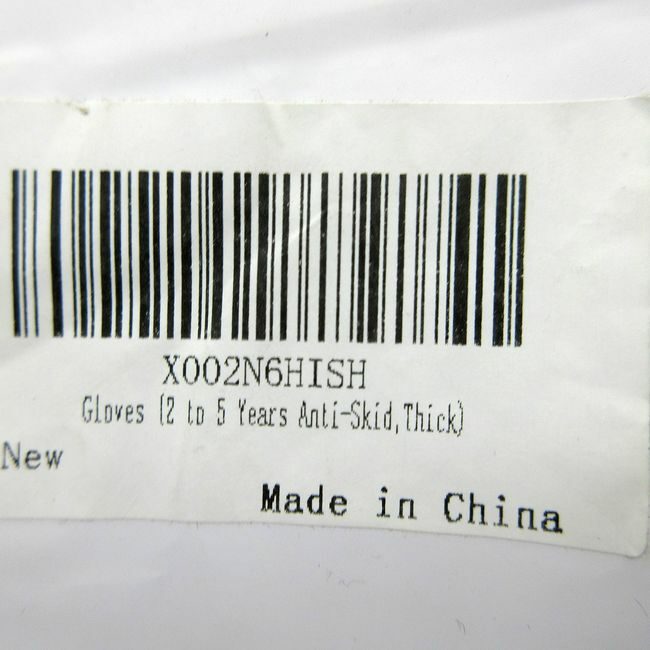 X002N6HISH
Gloves (2 to 5 Years Anti-Skid,Thick)
New
Made in China